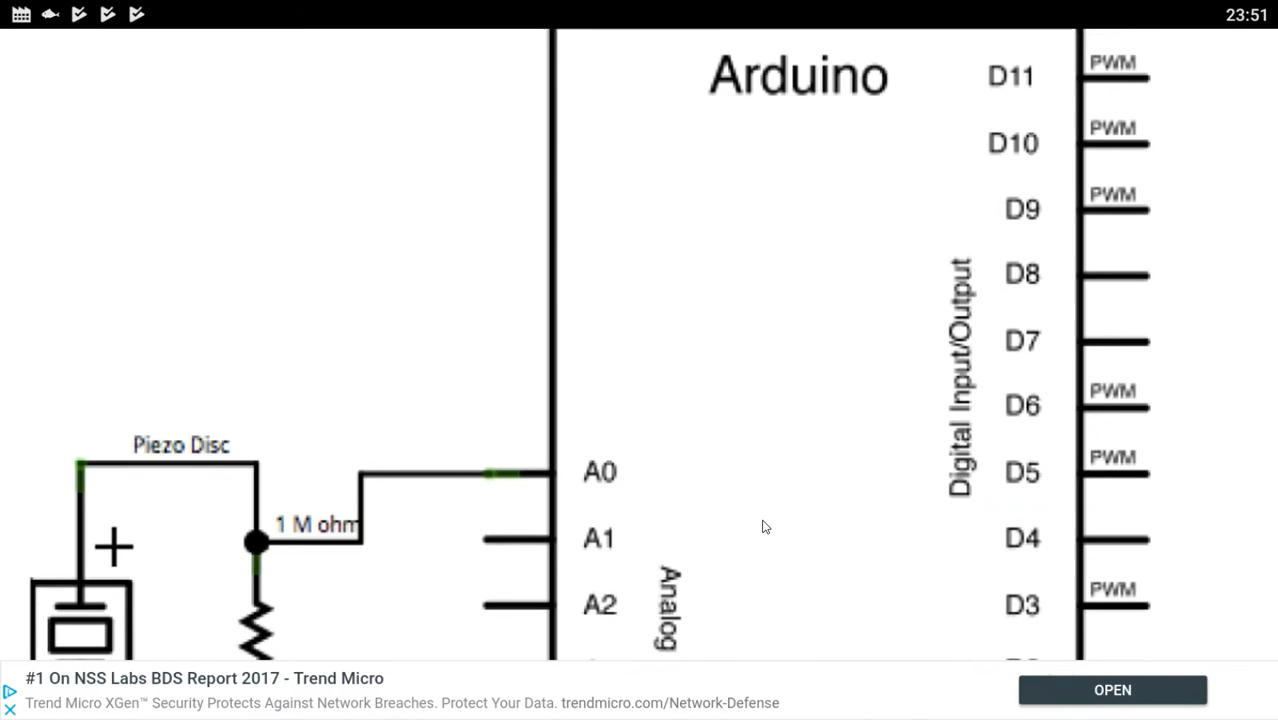 23:51
Arduino
D11
PWM
D10
PWM
D9
PWM
D8
D7
D6
PWM
D5
PWM
D4
D3
PWM
Digital Input/Output
Piezo Disc
1 M ohm
+
A0
A1
A2
Analog
#1 On NSS Labs BDS Report 2017 - Trend Micro
Trend Micro XGen™ Security Protects Against Network Breaches. Protect Your Data. trendmicro.com/Network-Defense
OPEN